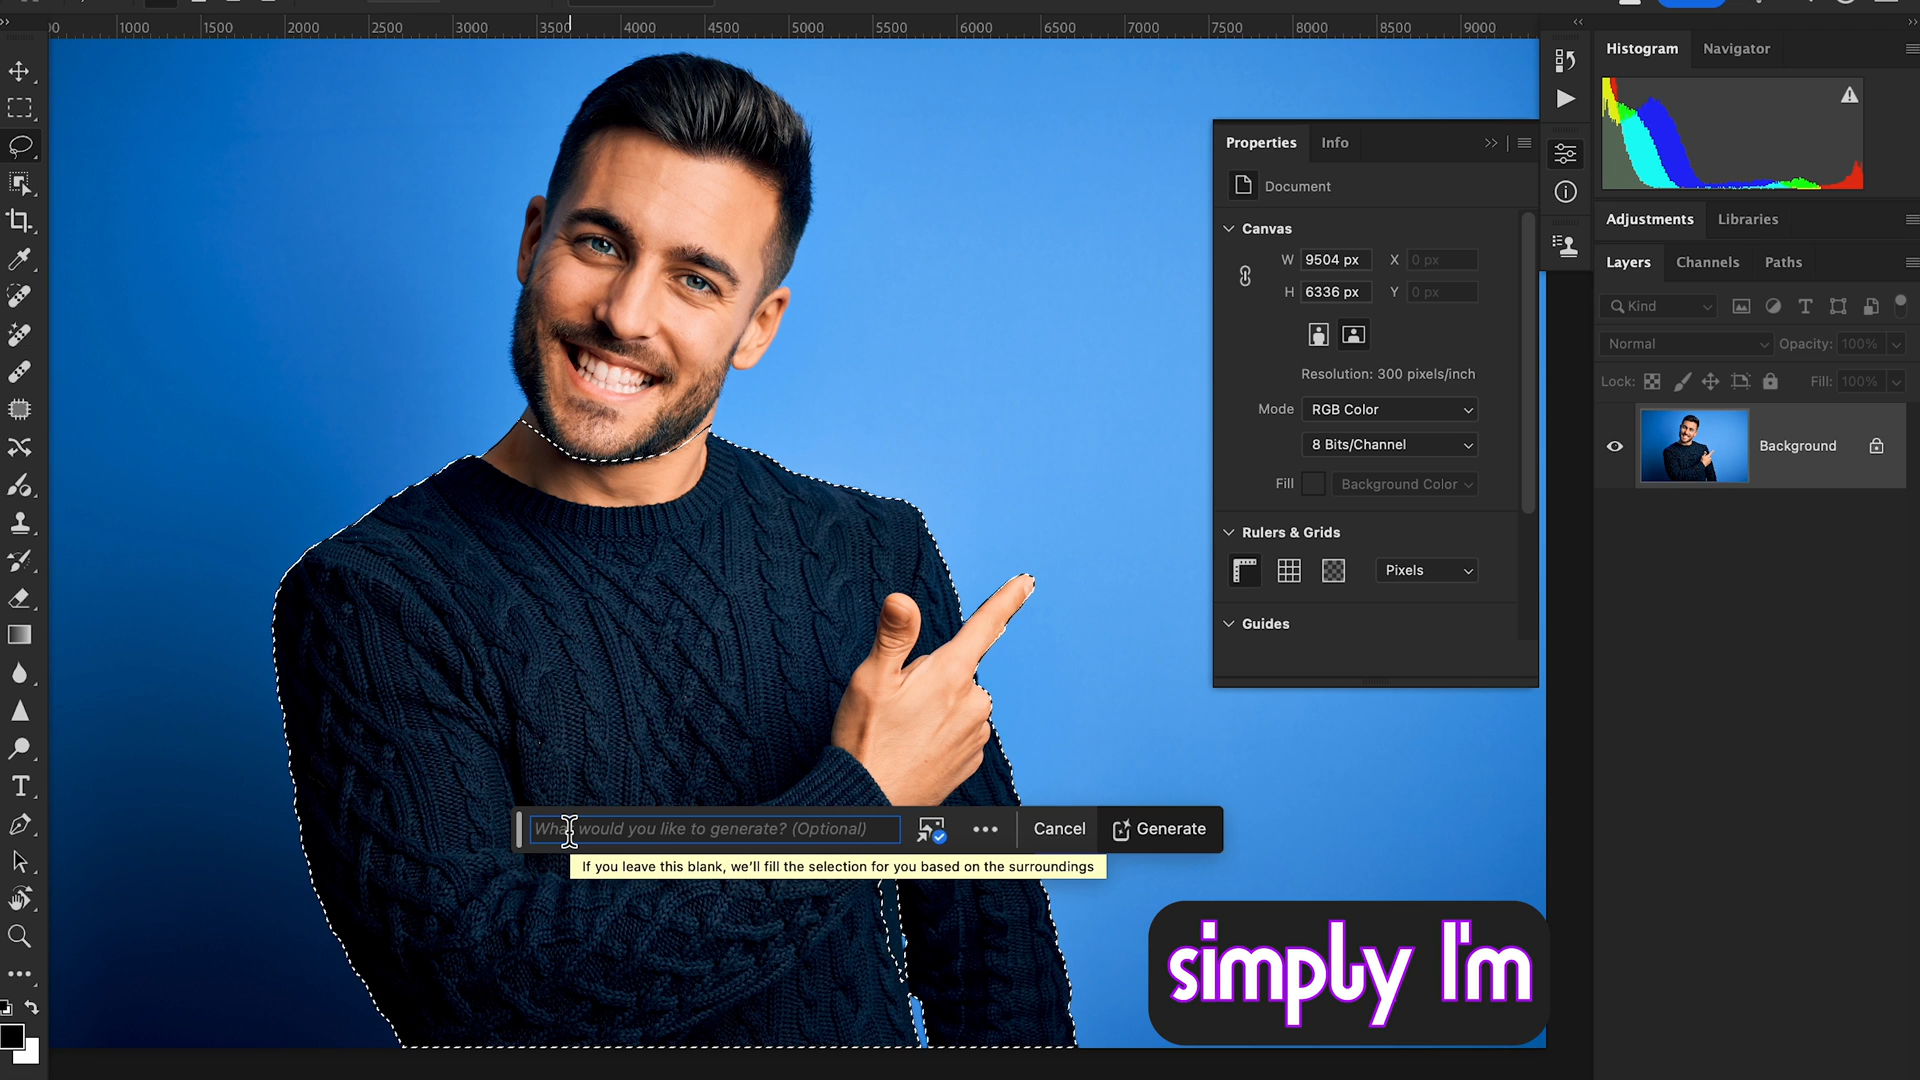 1000 1500 2000 2500 3000 3500 4000 4500 5000 5500 6000 6500 7000 7500 8000 8500 9000
Histogram Navigator
Properties Info
Document
Canvas
W 9504 px X 0 px
H 6336 px Y 0 px
Resolution: 300 pixels/inch
Mode RGB Color
8 Bits/Channel
Fill Background Color
Rulers & Grids
Pixels
Guides
Adjustments Libraries
Layers Channels Paths
Kind
Normal Opacity: 100%
Lock: Fill: 100%
Background
What would you like to generate? (Optional) Cancel Generate
If you leave this blank, we'll fill the selection for you based on the surroundings
simply I'm